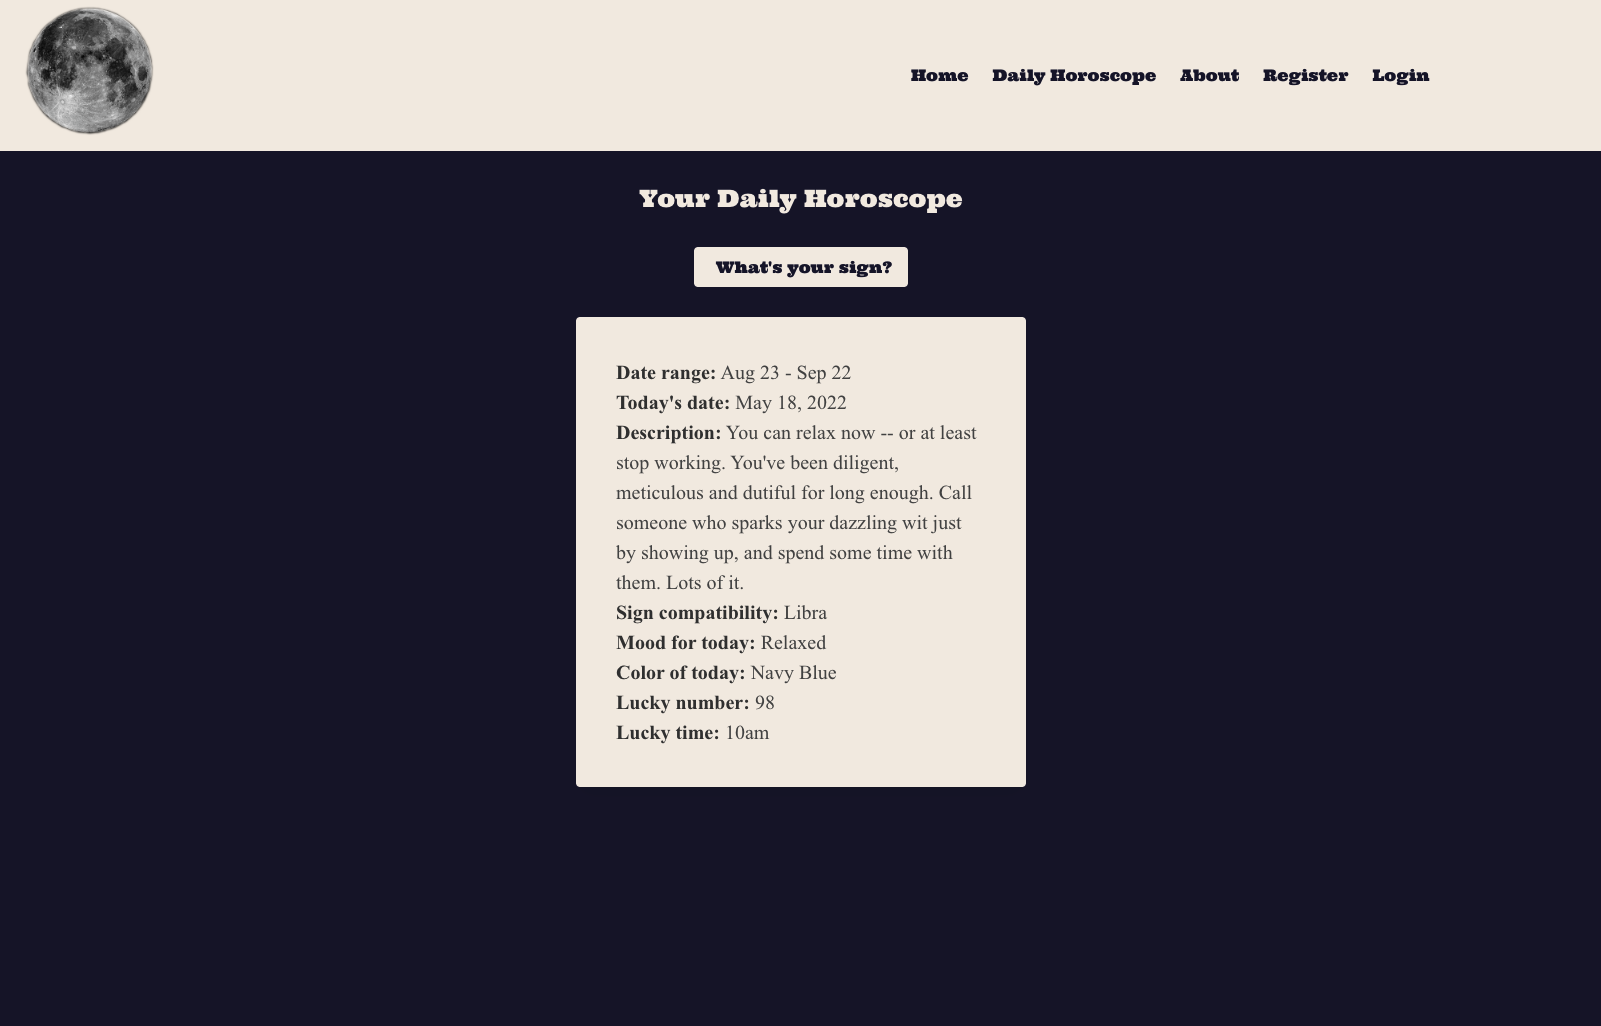 Home Daily Horoscope About Register Login
Your Daily Horoscope
What's your sign?
Date range: Aug 23 - Sep 22
Today's date: May 18, 2022
Description: You can relax now -- or at least
stop working. You've been diligent,
meticulous and dutiful for long enough. Call
someone who sparks your dazzling wit just
by showing up, and spend some time with
them. Lots of it.
Sign compatibility: Libra
Mood for today: Relaxed
Color of today: Navy Blue
Lucky number: 98
Lucky time: 10am